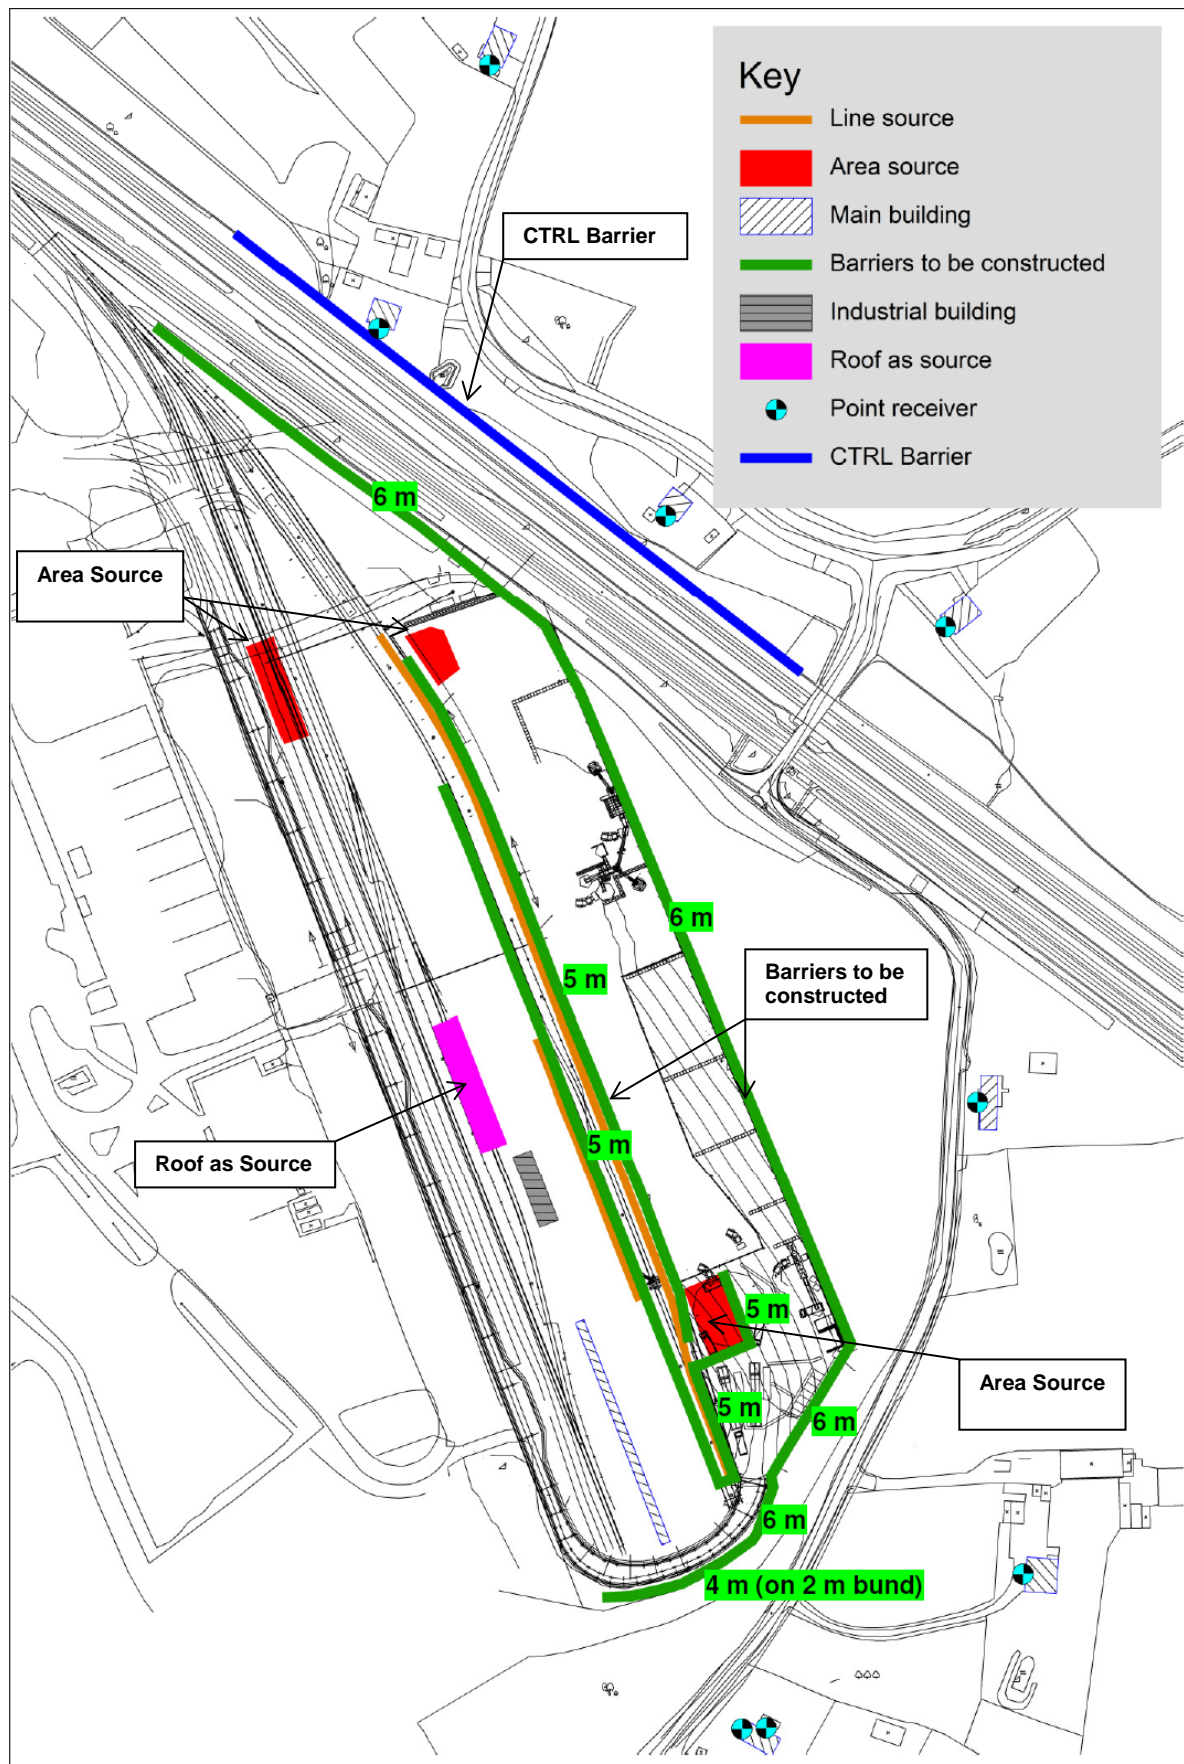 Key
Line source
Area source
Main building
Barriers to be constructed
Industrial building
Roof as source
Point receiver
CTRL Barrier
CTRL Barrier
6 m
Area Source
6 m
5 m
Barriers to be
constructed
5 m
Roof as Source
5 m
Area Source
5 m
6 m
6 m
4 m (on 2 m bund)